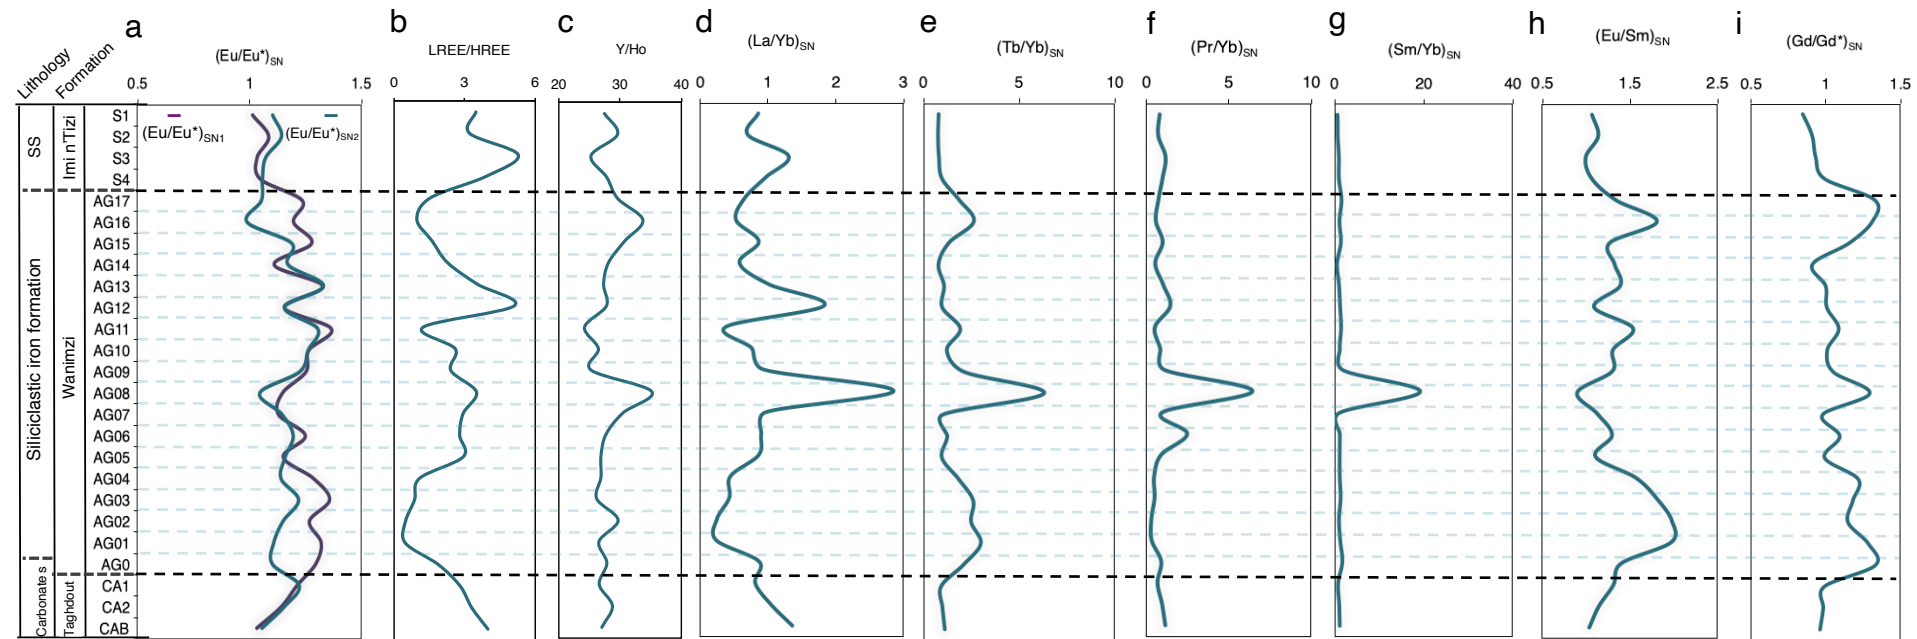 a b c d e f g h i
Lithology
Formation
(Eu/Eu*)SN
LREE/HREE
Y/Ho
(La/Yb)SN
(Tb/Yb)SN
(Pr/Yb)SN
(Sm/Yb)SN
(Eu/Sm)SN
(Gd/Gd*)SN
0.5 1 1.5
0 3 6
20 30 40
0 1 2 3
0 5 10
0 5 10
0 20 40
0.5 1.5 2.5
0.5 1 1.5
(Eu/Eu*)SN1
(Eu/Eu*)SN2
SS
Siliciclastic iron formation
Carbonates
Imi n'Tizi
Wanimzi
Taghdout
S1
S2
S3
S4
AG17
AG16
AG15
AG14
AG13
AG12
AG11
AG10
AG09
AG08
AG07
AG06
AG05
AG04
AG03
AG02
AG01
AG0
CA1
CA2
CAB